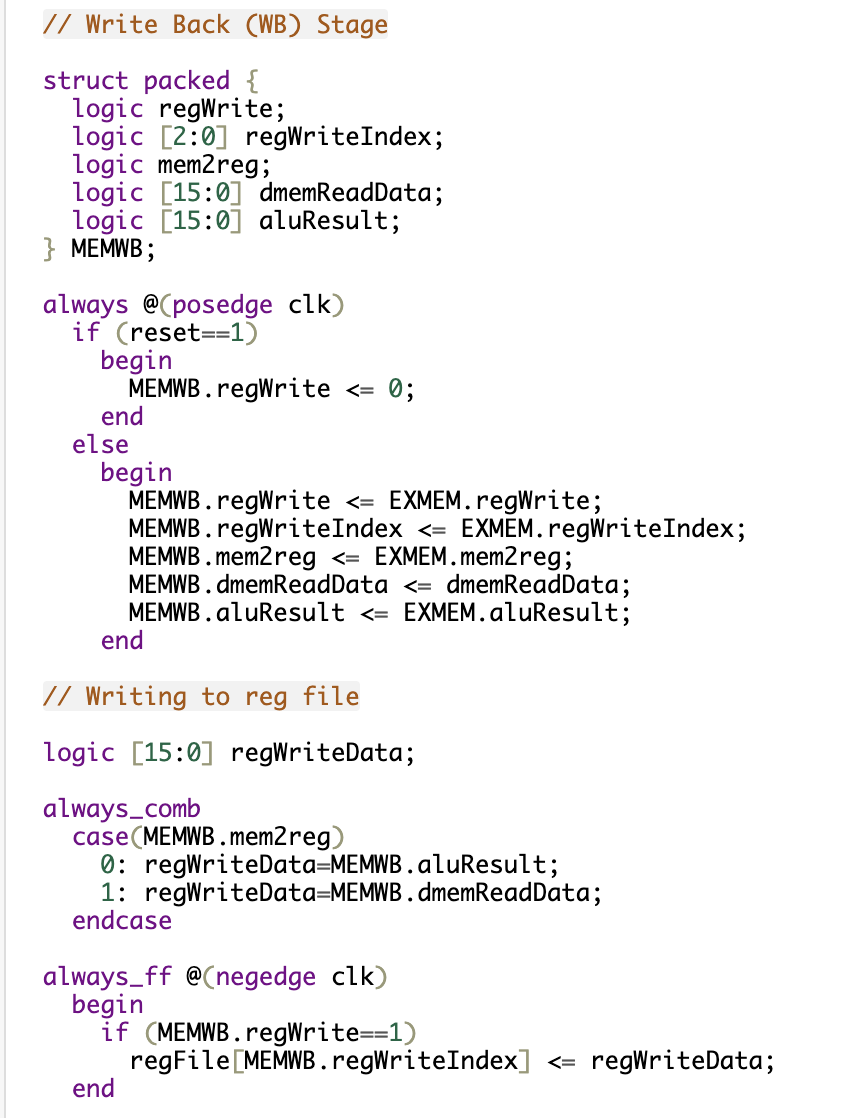 // Write Back (WB) Stage
struct packed {
logic regWrite;
logic [2:0] regWriteIndex;
logic mem2reg;
logic [15:0] dmemReadData;
logic [15:0] aluResult;
} MEMWB;
always @(posedge clk)
if (reset==1)
begin
MEMWB.regWrite <= 0;
end
else
begin
MEMWB.regWrite <= EXMEM.regWrite;
MEMWB.regWriteIndex <= EXMEM.regWriteIndex;
MEMWB.mem2reg <= EXMEM.mem2reg;
MEMWB.dmemReadData <= dmemReadData;
MEMWB.aluResult <= EXMEM.aluResult;
end
// Writing to reg file
logic [15:0] regWriteData;
always_comb
case(MEMWB.mem2reg)
0: regWriteData=MEMWB.aluResult;
1: regWriteData=MEMWB.dmemReadData;
endcase
always_ff @(negedge clk)
begin
if (MEMWB.regWrite==1)
regFile[MEMWB.regWriteIndex] <= regWriteData;
end